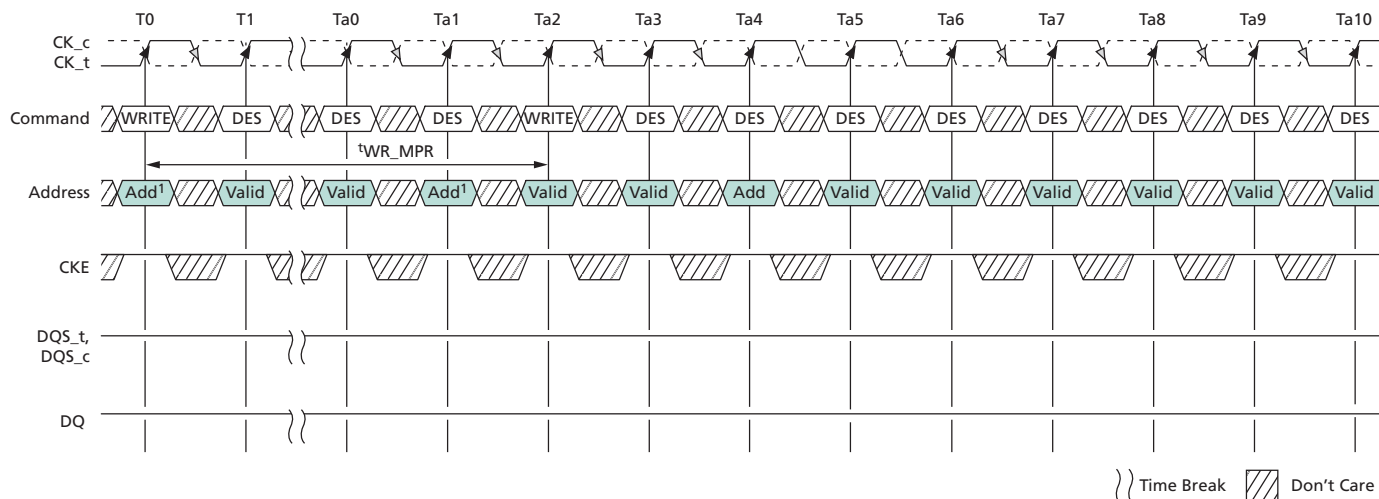 T0 T1 Ta0 Ta1 Ta2 Ta3 Ta4 Ta5 Ta6 Ta7 Ta8 Ta9 Ta10
CK_c
CK_t
Command WRITE DES DES DES WRITE DES DES DES DES DES DES DES DES
tWR_MPR
Address Add1 Valid Valid Add1 Valid Valid Add Valid Valid Valid Valid Valid Valid
CKE
DQS_t,
DQS_c
DQ
Time Break Don't Care